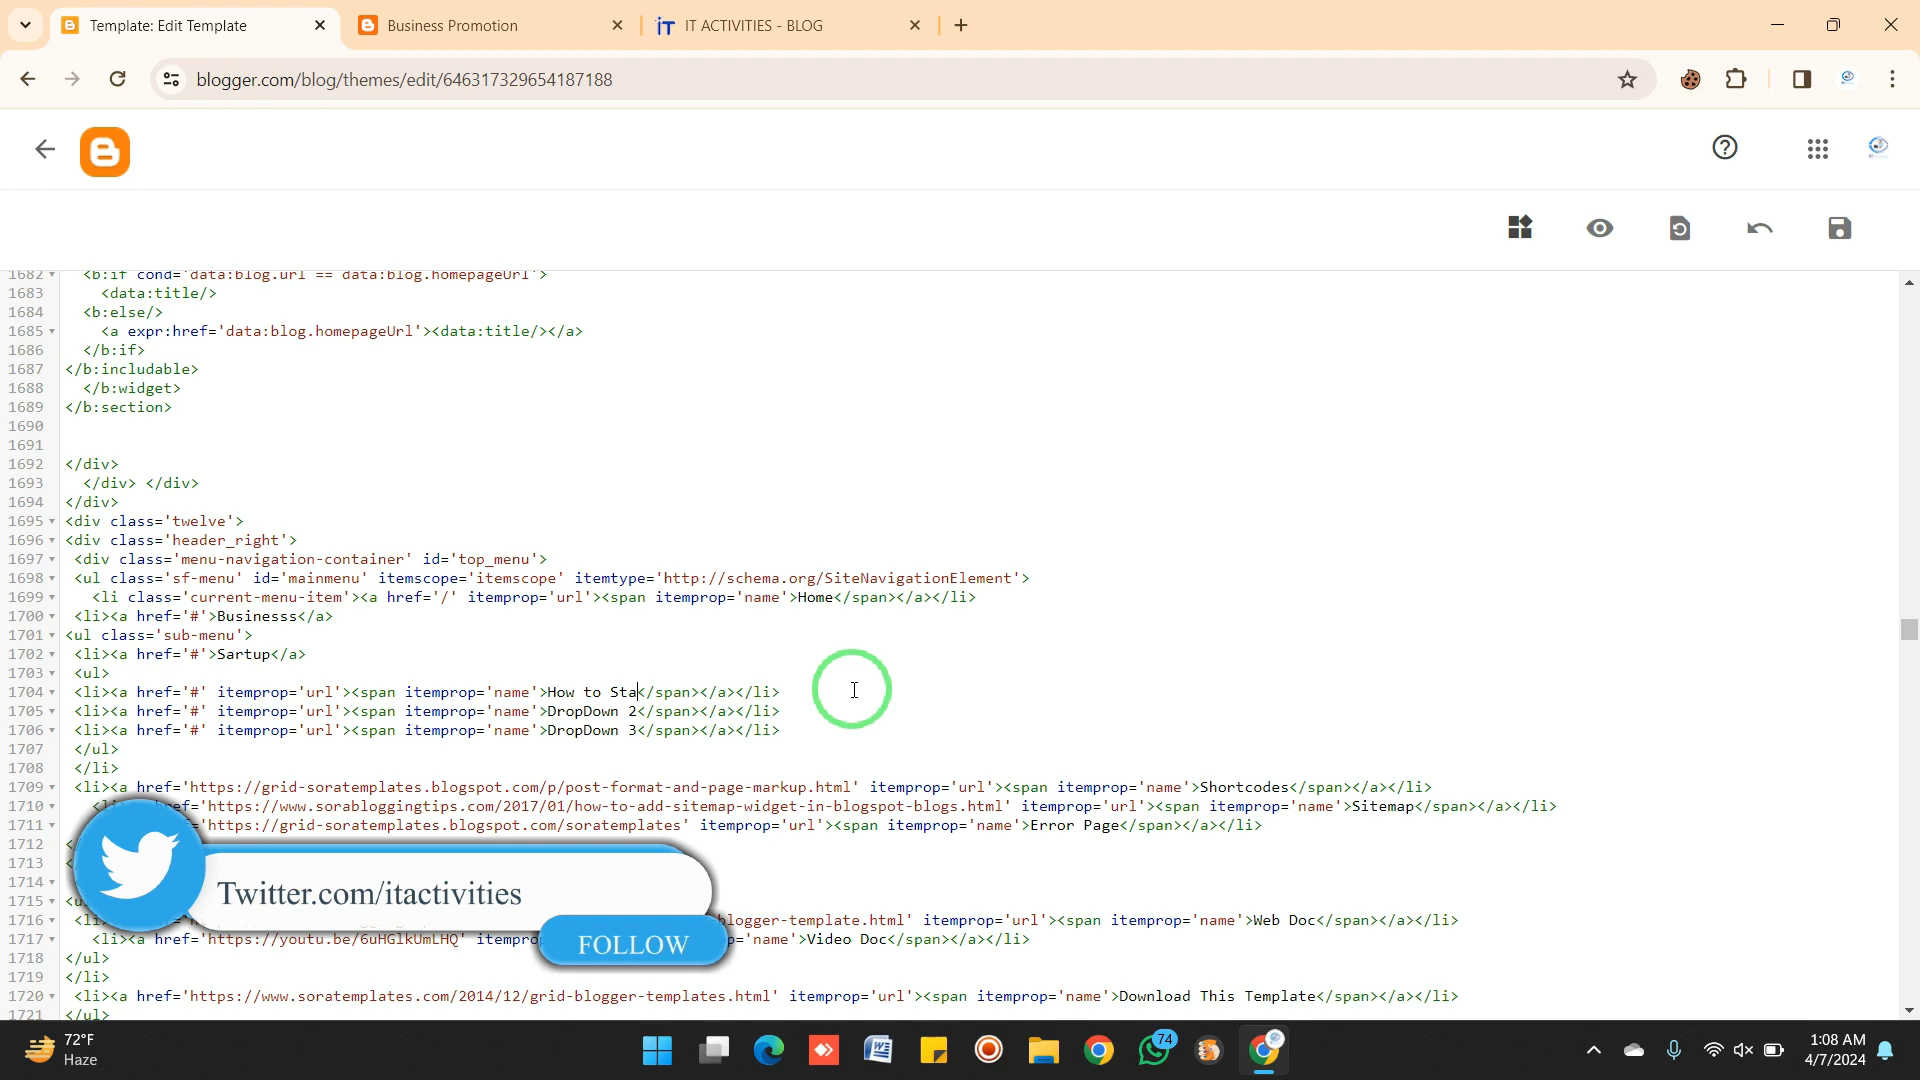 Template: Edit Template
Business Promotion
IT ACTIVITIES - BLOG
blogger.com/blog/themes/edit/646317329654187188
1682 <b:if cond='data:blog.url == data:blog.homepageUrl'>
1683 <data:title/>
1684 <b:else/>
1685 <a expr:href='data:blog.homepageUrl'><data:title/></a>
1686 </b:if>
1687 </b:includable>
1688 </b:widget>
1689 </b:section>
1690
1691
1692 </div>
1693 </div> </div>
1694 </div>
1695 <div class='twelve'>
1696 <div class='header_right'>
1697 <div class='menu-navigation-container' id='top_menu'>
1698 <ul class='sf-menu' id='mainmenu' itemscope='itemscope' itemtype='http://schema.org/SiteNavigationElement'>
1699 <li class='current-menu-item'><a href='/' itemprop='url'><span itemprop='name'>Home</span></a></li>
1700 <li><a href='#'>Businesss</a>
1701 <ul class='sub-menu'>
1702 <li><a href='#'>Sartup</a>
1703 <ul>
1704 <li><a href='#' itemprop='url'><span itemprop='name'>How to Sta</span></a></li>
1705 <li><a href='#' itemprop='url'><span itemprop='name'>DropDown 2</span></a></li>
1706 <li><a href='#' itemprop='url'><span itemprop='name'>DropDown 3</span></a></li>
1707 </ul>
1708 </li>
1709 <li><a href='https://grid-soratemplates.blogspot.com/p/post-format-and-page-markup.html' itemprop='url'><span itemprop='name'>Shortcodes</span></a></li>
1710 href='https://www.sorabloggingtips.com/2017/01/how-to-add-sitemap-widget-in-blogspot-blogs.html' itemprop='url'><span itemprop='name'>Sitemap</span></a></li>
1711 'https://grid-soratemplates.blogspot.com/soratemplates' itemprop='url'><span itemprop='name'>Error Page</span></a></li>
1712
1713
1714
1715
1716 blogger-template.html' itemprop='url'><span itemprop='name'>Web Doc</span></a></li>
1717 <li><a href='https://youtu.be/6uHGlkUmLHQ' ='name'>Video Doc</span></a></li>
1718 </ul>
1719 </li>
1720 <li><a href='https://www.soratemplates.com/2014/12/grid-blogger-templates.html' itemprop='url'><span itemprop='name'>Download This Template</span></a></li>
1721 </ul>
Twitter.com/itactivities
FOLLOW
72°F
Haze
74
1:08 AM
4/7/2024